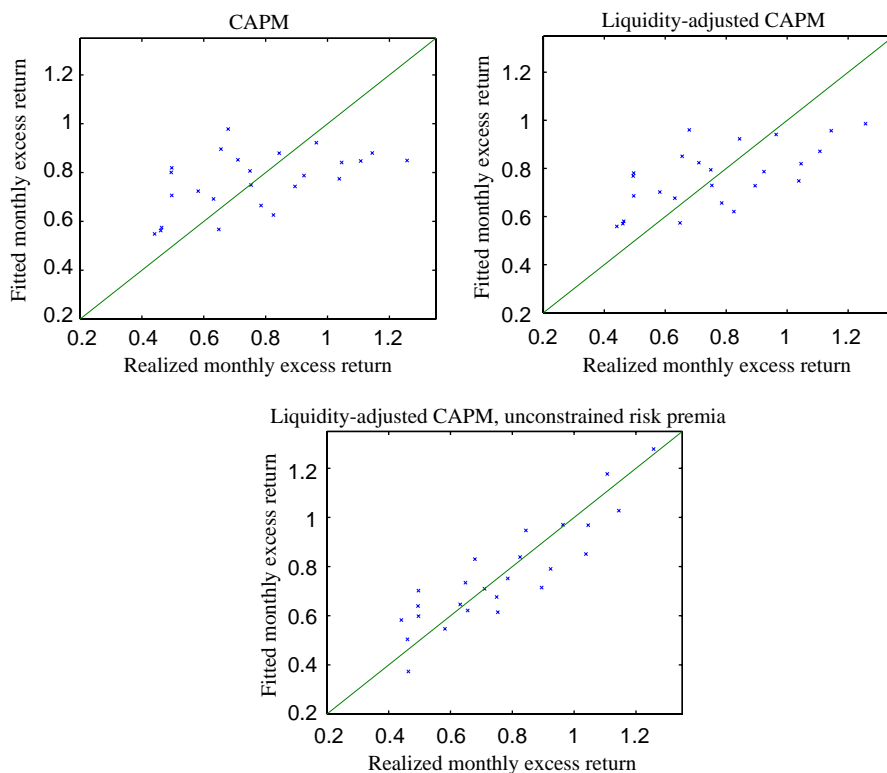 CAPM
1.2
1
0.8
0.6
0.4
0.2
Fitted monthly excess return
0.2 0.4 0.6 0.8 1 1.2
Realized monthly excess return
Liquidity-adjusted CAPM
1.2
1
0.8
0.6
0.4
0.2
Fitted monthly excess return
0.2 0.4 0.6 0.8 1 1.2
Realized monthly excess return
Liquidity-adjusted CAPM, unconstrained risk premia
1.2
1
0.8
0.6
0.4
0.2
Fitted monthly excess return
0.2 0.4 0.6 0.8 1 1.2
Realized monthly excess return